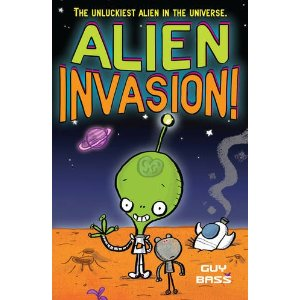 THE UNLUCKIEST ALIEN IN THE UNIVERSE.
ALIEN
INVASION!
GUY
BASS